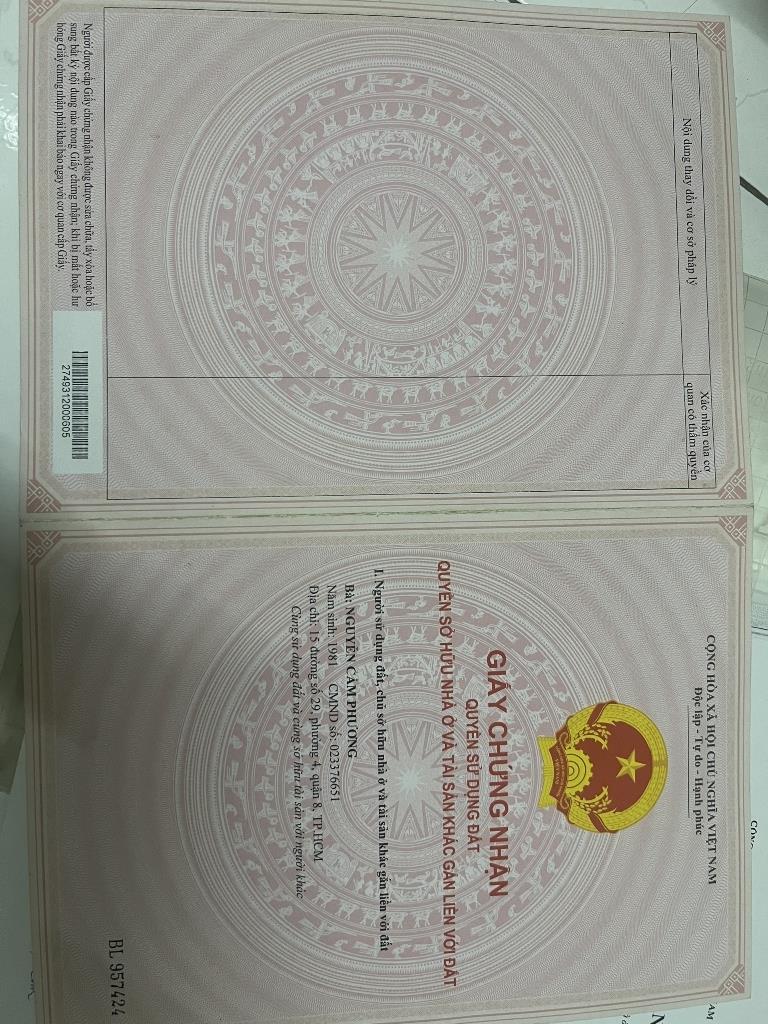 Nội dung thay đổi và cơ sở pháp lý
Xác nhận của cơ
quan có thẩm quyền
Người được cấp Giấy chứng nhận không được sửa chữa, tẩy xóa hoặc bổ
sung bất kỳ nội dung nào trong Giấy chứng nhận; khi bị mất hoặc hư
hỏng Giấy chứng nhận phải khai báo ngay với cơ quan cấp Giấy.
2749312000605
CỘNG HÒA XÃ HỘI CHỦ NGHĨA VIỆT NAM
Độc lập - Tự do - Hạnh phúc
GIẤY CHỨNG NHẬN
QUYỀN SỬ DỤNG ĐẤT
QUYỀN SỞ HỮU NHÀ Ở VÀ TÀI SẢN KHÁC GẮN LIỀN VỚI ĐẤT
I. Người sử dụng đất, chủ sở hữu nhà ở và tài sản khác gắn liền với đất
Bà: NGUYỄN CẨM PHƯƠNG
Năm sinh: 1981 CMND số: 023376651
Địa chỉ: 15 đường số 29, phường 4, quận 8, TP.HCM
Cùng sử dụng đất và cùng sở hữu tài sản với người khác
BL 957424